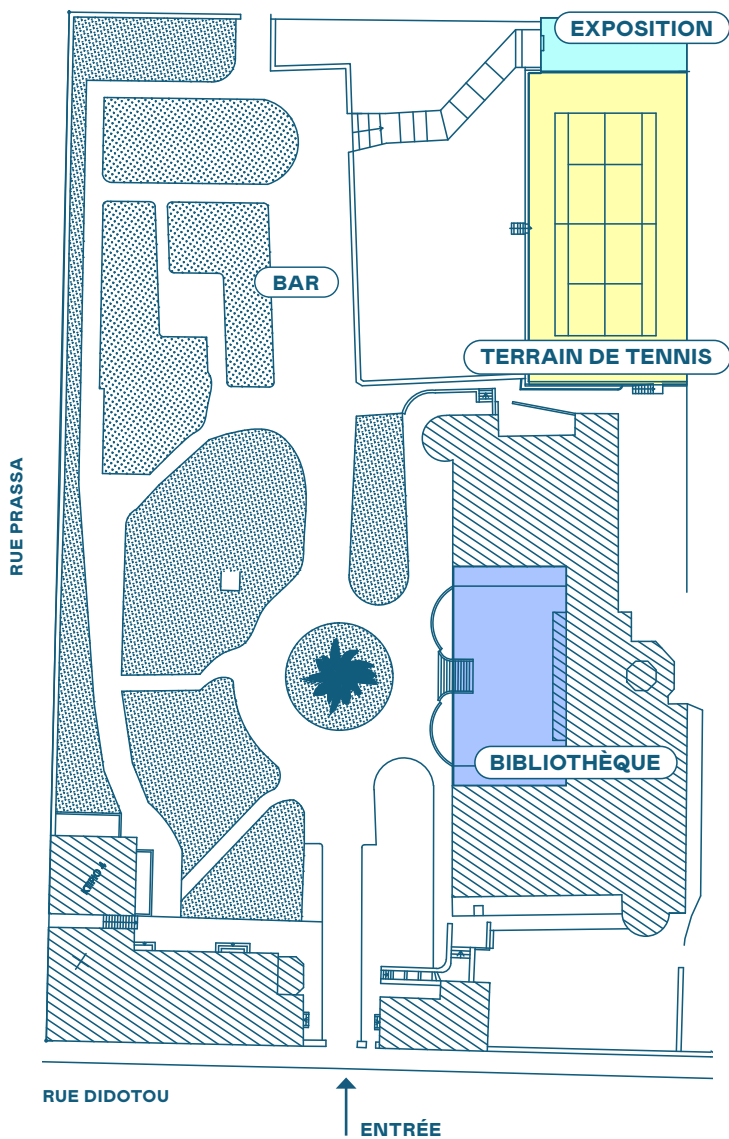 EXPOSITION
BAR
TERRAIN DE TENNIS
RUE PRASSA
BIBLIOTHÈQUE
RUE DIDOTOU
ENTRÉE